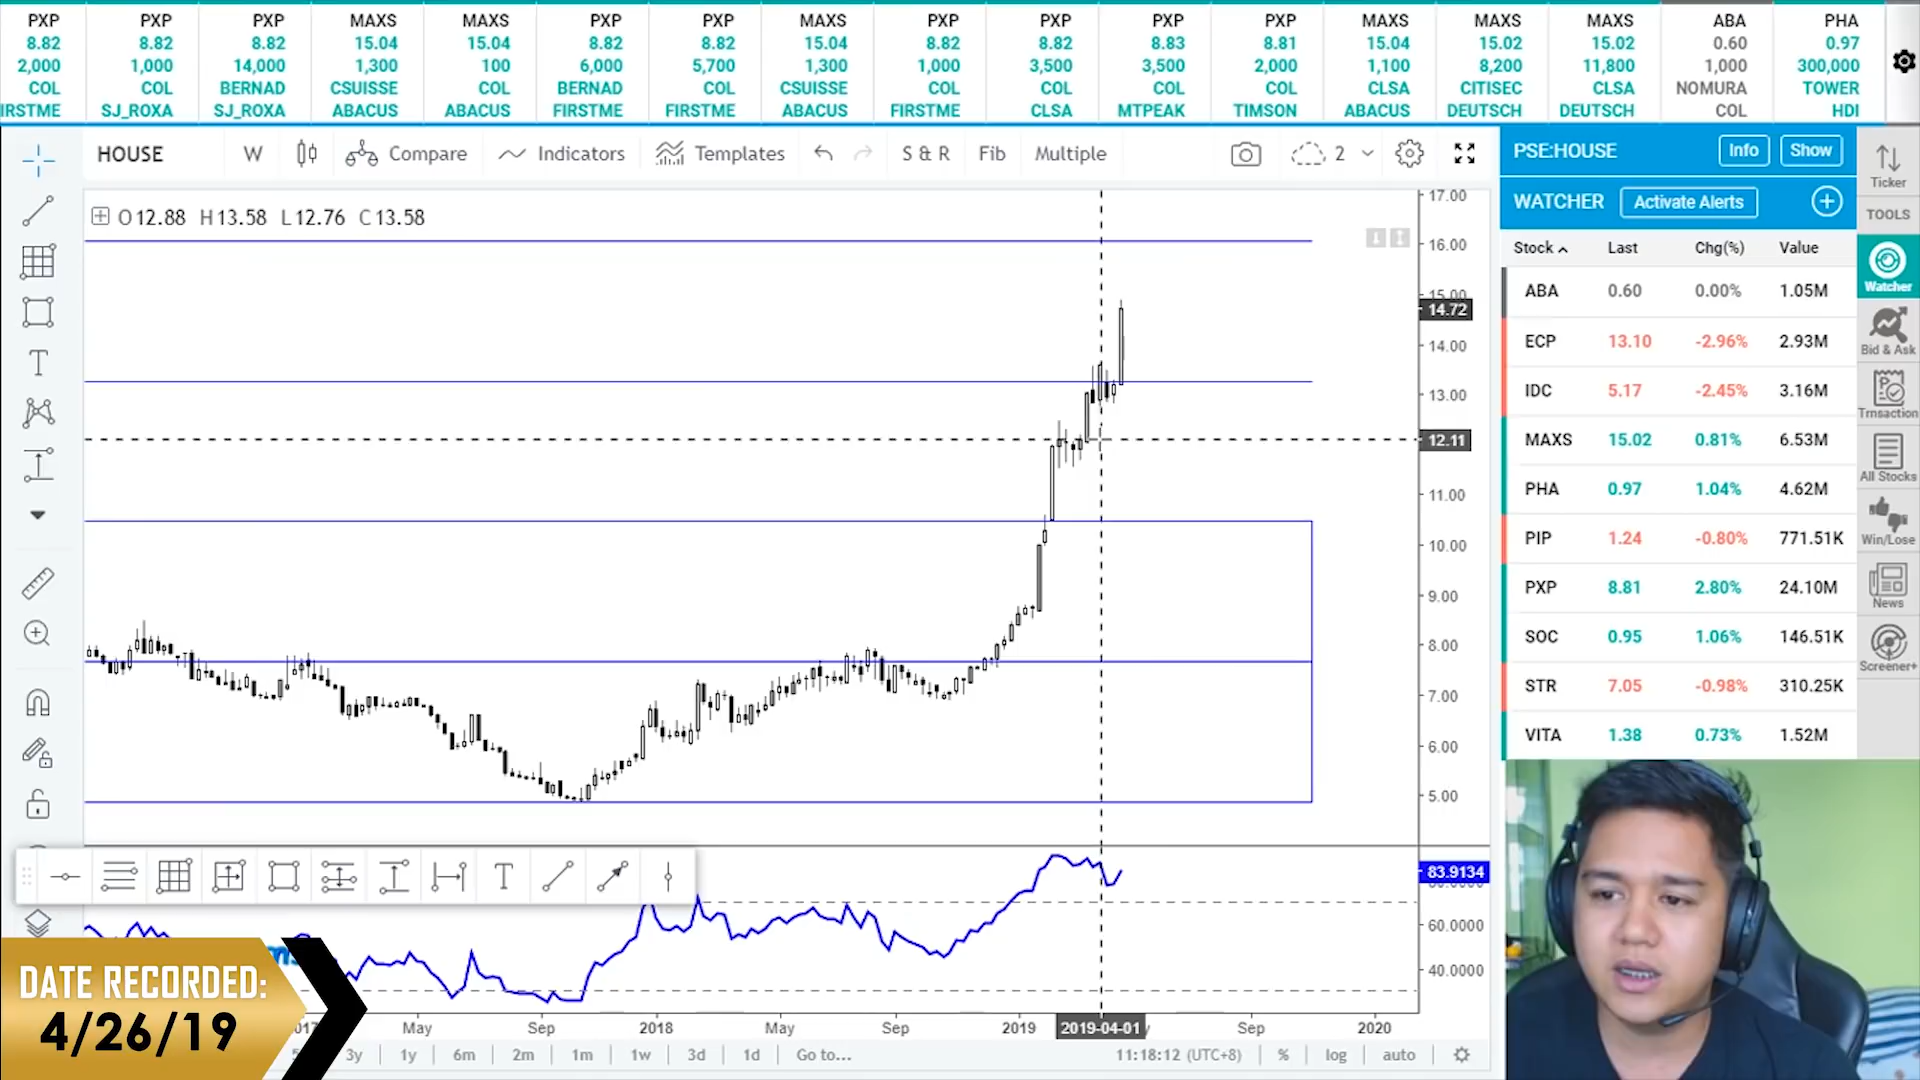 PXP PXP PXP MAXS MAXS PXP PXP MAXS PXP PXP PXP PXP MAXS MAXS MAXS ABA PHA
8.82 8.82 8.82 15.04 15.04 8.82 8.82 15.04 8.82 8.82 8.83 8.81 15.04 15.02 15.02 0.60 0.97
2,000 1,000 14,000 1,300 100 6,000 5,700 1,300 1,000 3,500 3,500 2,000 1,100 8,200 11,800 1,000 300,000
COL COL BERNAD CSUISSE COL BERNAD COL CSUISSE COL COL COL COL CLSA CITISEC CLSA NOMURA TOWER
IRSTME SJ_ROXA SJ_ROXA ABACUS ABACUS FIRSTME FIRSTME ABACUS FIRSTME CLSA MTPEAK TIMSON ABACUS DEUTSCH DEUTSCH COL HDI
HOUSE W Compare Indicators Templates S & R Fib Multiple 2
O12.88 H13.58 L12.76 C13.58
17.00
16.00
15.00
14.72
14.00
13.00
12.11
11.00
10.00
9.00
8.00
7.00
6.00
5.00
83.9134
60.0000
40.0000
May Sep 2018 May Sep 2019 2019-04-01 Sep 2020
3y 1y 6m 2m 1m 1w 3d 1d Go to... 11:18:12 (UTC+8) % log auto
PSE:HOUSE Info Show
WATCHER Activate Alerts
Stock Last Chg(%) Value
ABA 0.60 0.00% 1.05M
ECP 13.10 -2.96% 2.93M
IDC 5.17 -2.45% 3.16M
MAXS 15.02 0.81% 6.53M
PHA 0.97 1.04% 4.62M
PIP 1.24 -0.80% 771.51K
PXP 8.81 2.80% 24.10M
SOC 0.95 1.06% 146.51K
STR 7.05 -0.98% 310.25K
VITA 1.38 0.73% 1.52M
Ticker
TOOLS
Watcher
Bid & Ask
Trnsaction
All Stocks
Win/Lose
News
Screener+
DATE RECORDED:
4/26/19